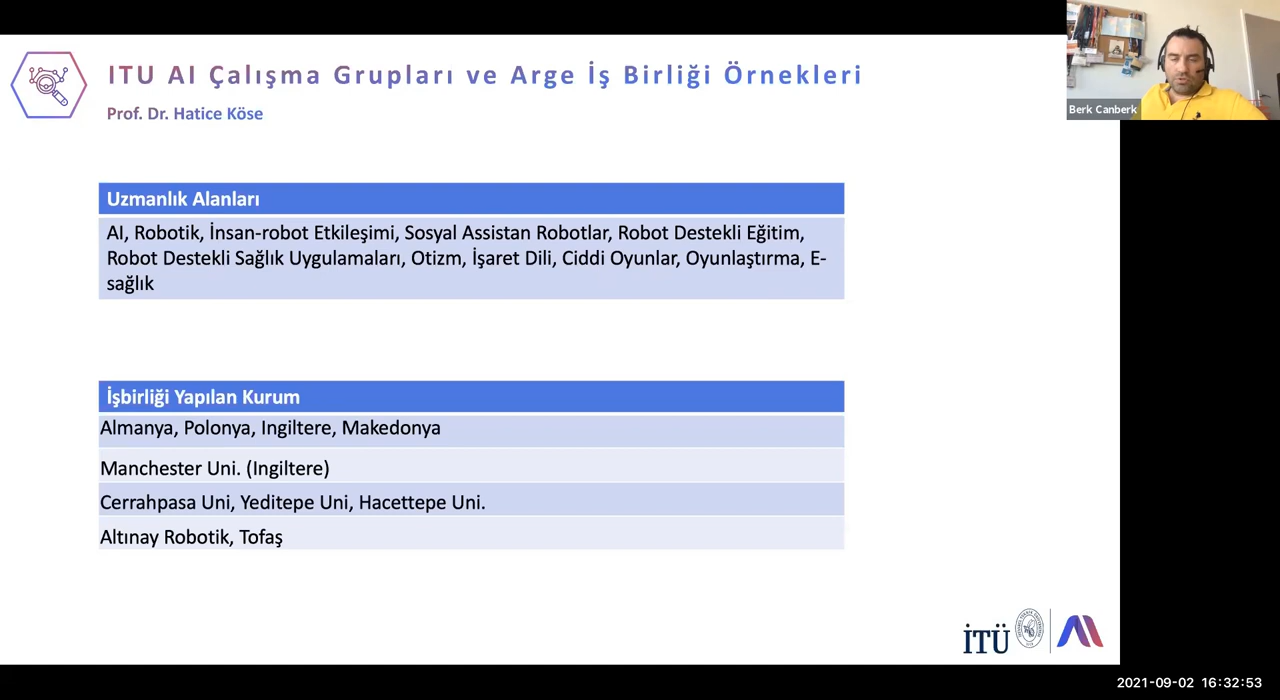 ITU AI Çalışma Grupları ve Arge İş Birliği Örnekleri
Prof. Dr. Hatice Köse
Berk Canberk
Uzmanlık Alanları
AI, Robotik, İnsan-robot Etkileşimi, Sosyal Assistan Robotlar, Robot Destekli Eğitim,
Robot Destekli Sağlık Uygulamaları, Otizm, İşaret Dili, Ciddi Oyunlar, Oyunlaştırma, E-
sağlık
İşbirliği Yapılan Kurum
Almanya, Polonya, Ingiltere, Makedonya
Manchester Uni. (Ingiltere)
Cerrahpasa Uni, Yeditepe Uni, Hacettepe Uni.
Altınay Robotik, Tofaş
İTÜ
2021-09-02 16:32:53